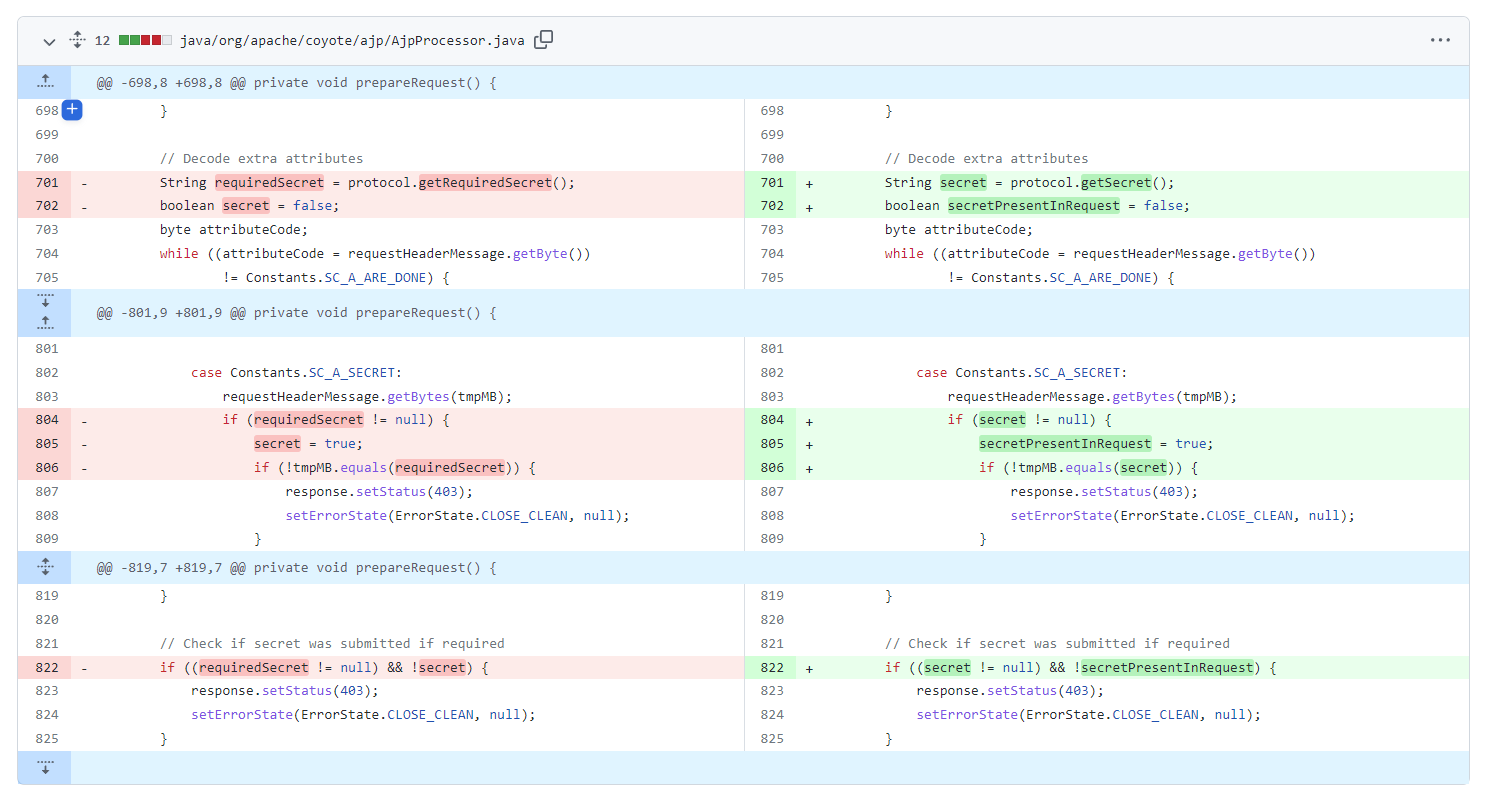 12 java/org/apache/coyote/ajp/AjpProcessor.java
@@ -698,8 +698,8 @@ private void prepareRequest() {
698 } 698 }
699 699
700 // Decode extra attributes 700 // Decode extra attributes
701 - String requiredSecret = protocol.getRequiredSecret(); 701 + String secret = protocol.getSecret();
702 - boolean secret = false; 702 + boolean secretPresentInRequest = false;
703 byte attributeCode; 703 byte attributeCode;
704 while ((attributeCode = requestHeaderMessage.getByte()) 704 while ((attributeCode = requestHeaderMessage.getByte())
705 != Constants.SC_A_ARE_DONE) { 705 != Constants.SC_A_ARE_DONE) {
@@ -801,9 +801,9 @@ private void prepareRequest() {
801 801
802 case Constants.SC_A_SECRET: 802 case Constants.SC_A_SECRET:
803 requestHeaderMessage.getBytes(tmpMB); 803 requestHeaderMessage.getBytes(tmpMB);
804 - if (requiredSecret != null) { 804 + if (secret != null) {
805 - secret = true; 805 + secretPresentInRequest = true;
806 - if (!tmpMB.equals(requiredSecret)) { 806 + if (!tmpMB.equals(secret)) {
807 response.setStatus(403); 807 response.setStatus(403);
808 setErrorState(ErrorState.CLOSE_CLEAN, null); 808 setErrorState(ErrorState.CLOSE_CLEAN, null);
809 } 809 }
@@ -819,7 +819,7 @@ private void prepareRequest() {
819 } 819 }
820 820
821 // Check if secret was submitted if required 821 // Check if secret was submitted if required
822 - if ((requiredSecret != null) && !secret) { 822 + if ((secret != null) && !secretPresentInRequest) {
823 response.setStatus(403); 823 response.setStatus(403);
824 setErrorState(ErrorState.CLOSE_CLEAN, null); 824 setErrorState(ErrorState.CLOSE_CLEAN, null);
825 } 825 }